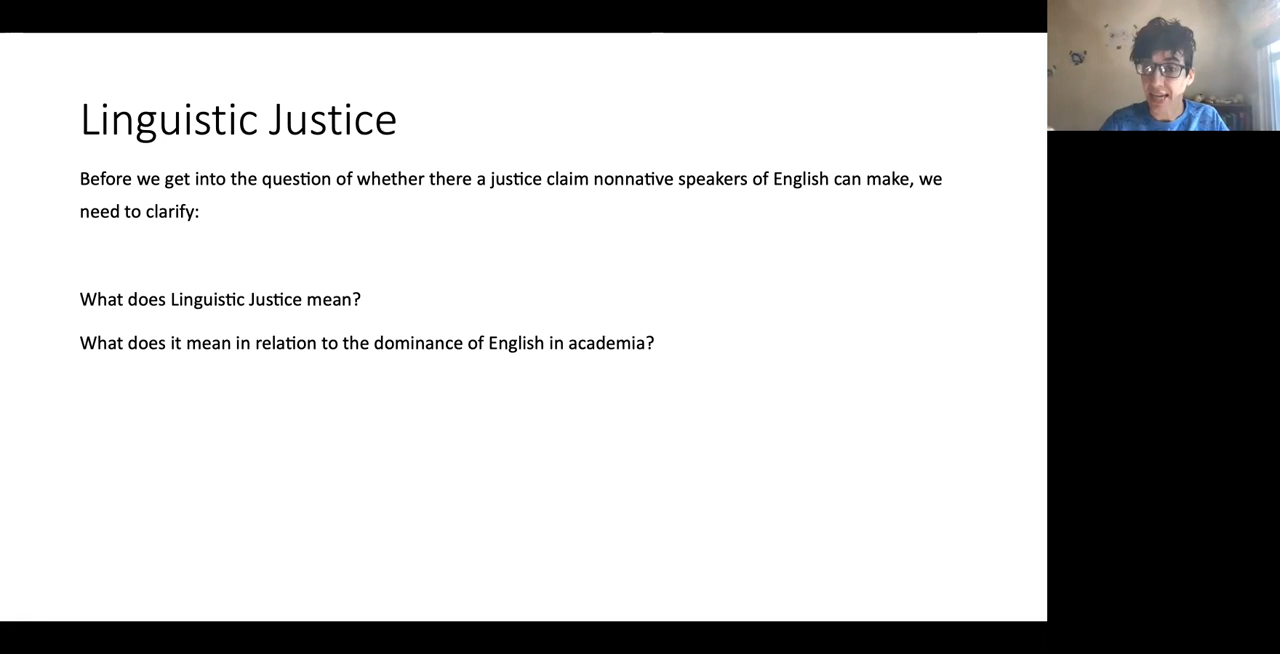 Linguistic Justice
Before we get into the question of whether there a justice claim nonnative speakers of English can make, we
need to clarify:
What does Linguistic Justice mean?
What does it mean in relation to the dominance of English in academia?